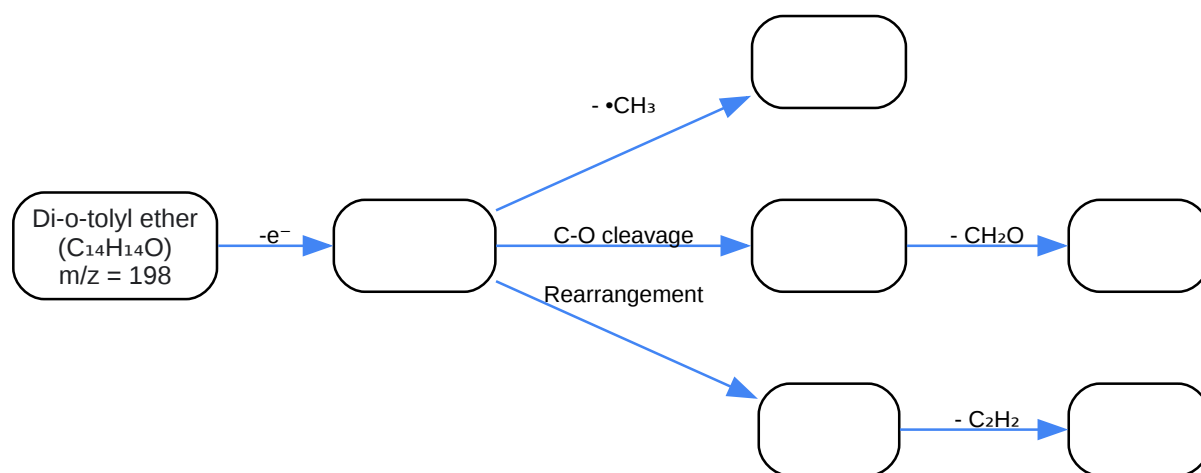 - •CH₃
Di-o-tolyl ether
(C₁₄H₁₄O)
m/z = 198
-e⁻
C-O cleavage
- CH₂O
Rearrangement
- C₂H₂